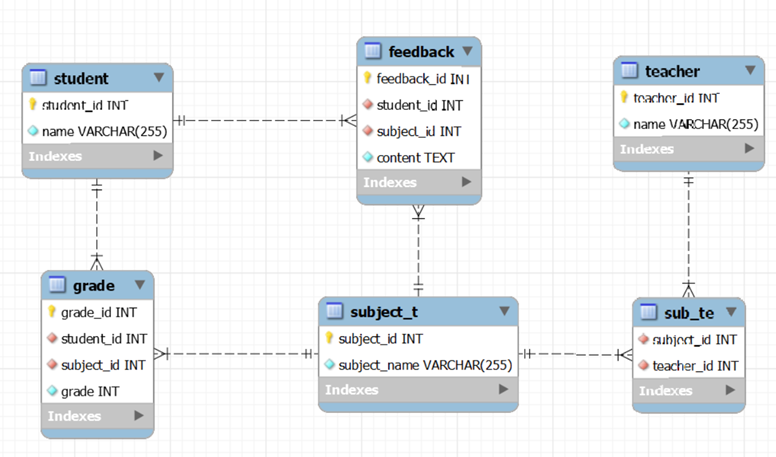 student
student_id INT
name VARCHAR(255)
Indexes
feedback
feedback_id INT
student_id INT
subject_id INT
content TEXT
Indexes
teacher
teacher_id INT
name VARCHAR(255)
Indexes
grade
grade_id INT
student_id INT
subject_id INT
grade INT
Indexes
subject_t
subject_id INT
subject_name VARCHAR(255)
Indexes
sub_te
subject_id INT
teacher_id INT
Indexes